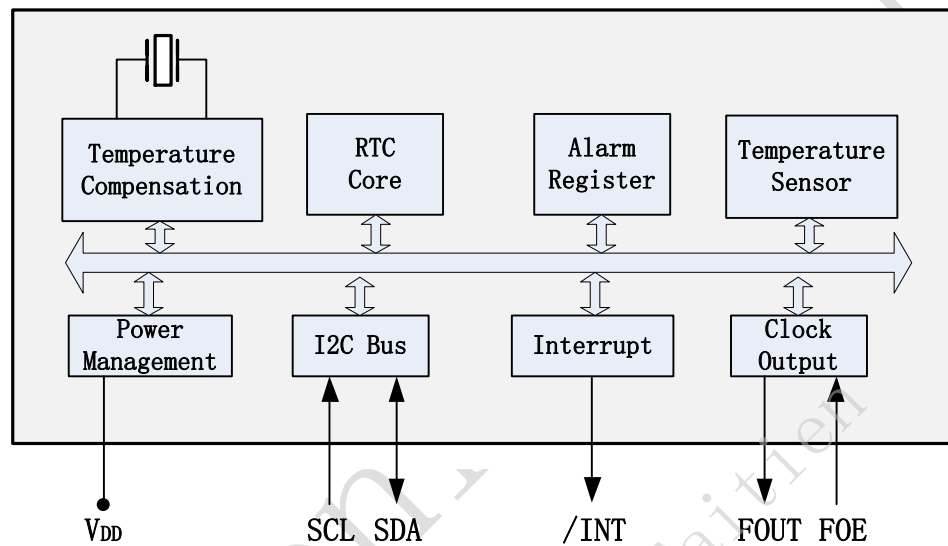 Temperature
Compensation
RTC
Core
Alarm
Register
Temperature
Sensor
Power
Management
I2C Bus
Interrupt
Clock
Output
VDD
SCL SDA
/INT
FOUT FOE